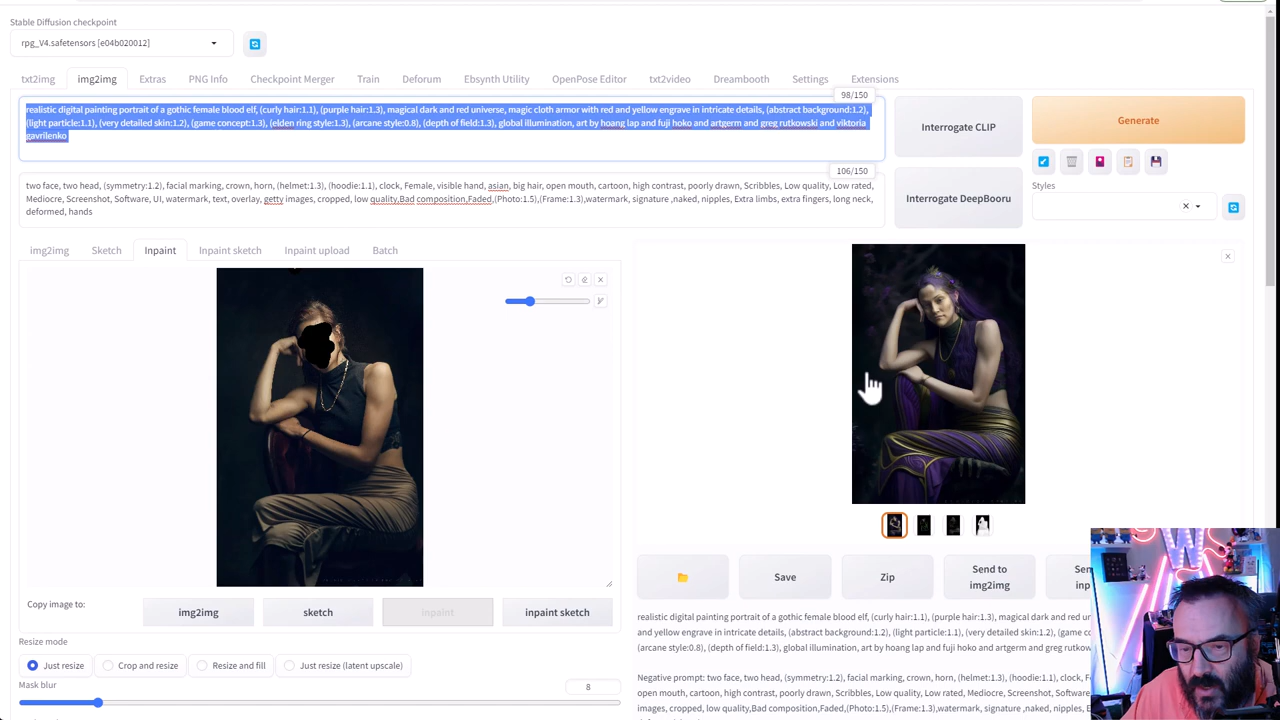 Stable Diffusion checkpoint
rpg_V4.safetensors [e04b020012]
txt2img img2img Extras PNG Info Checkpoint Merger Train Deforum Ebsynth Utility OpenPose Editor txt2video Dreambooth Settings Extensions
98/150
realistic digital painting portrait of a gothic female blood elf, (curly hair:1.1), (purple hair:1.3), magical dark and red universe, magic cloth armor with red and yellow engrave in intricate details, (abstract background:1.2),
(light particle:1.1), (very detailed skin:1.2), (game concept:1.3), (elden ring style:1.3), (arcane style:0.8), (depth of field:1.3), global illumination, art by hoang lap and fuji hoko and artgerm and greg rutkowski and viktoria
gavrilenko
Interrogate CLIP
Generate
106/150
two face, two head, (symmetry:1.2), facial marking, crown, horn, (helmet:1.3), (hoodie:1.1), clock, Female, visible hand, asian, big hair, open mouth, cartoon, high contrast, poorly drawn, Scribbles, Low quality, Low rated,
Mediocre, Screenshot, Software, UI, watermark, text, overlay, getty images, cropped, low quality,Bad composition,Faded,(Photo:1.5),(Frame:1.3),watermark, signature ,naked, nipples, Extra limbs, extra fingers, long neck,
deformed, hands
Interrogate DeepBooru
Styles
img2img Sketch Inpaint Inpaint sketch Inpaint upload Batch
Copy image to:
img2img
sketch
inpaint
inpaint sketch
Save
Zip
Send to
img2img
Sen
inp
Resize mode
Just resize Crop and resize Resize and fill Just resize (latent upscale)
Mask blur
8
realistic digital painting portrait of a gothic female blood elf, (curly hair:1.1), (purple hair:1.3), magical dark and red un
and yellow engrave in intricate details, (abstract background:1.2), (light particle:1.1), (very detailed skin:1.2), (game co
(arcane style:0.8), (depth of field:1.3), global illumination, art by hoang lap and fuji hoko and artgerm and greg rutkow
Negative prompt: two face, two head, (symmetry:1.2), facial marking, crown, horn, (helmet:1.3), (hoodie:1.1), clock, F
open mouth, cartoon, high contrast, poorly drawn, Scribbles, Low quality, Low rated, Mediocre, Screenshot, Software,
images, cropped, low quality,Bad composition,Faded,(Photo:1.5),(Frame:1.3),watermark, signature ,naked, nipples, Ex